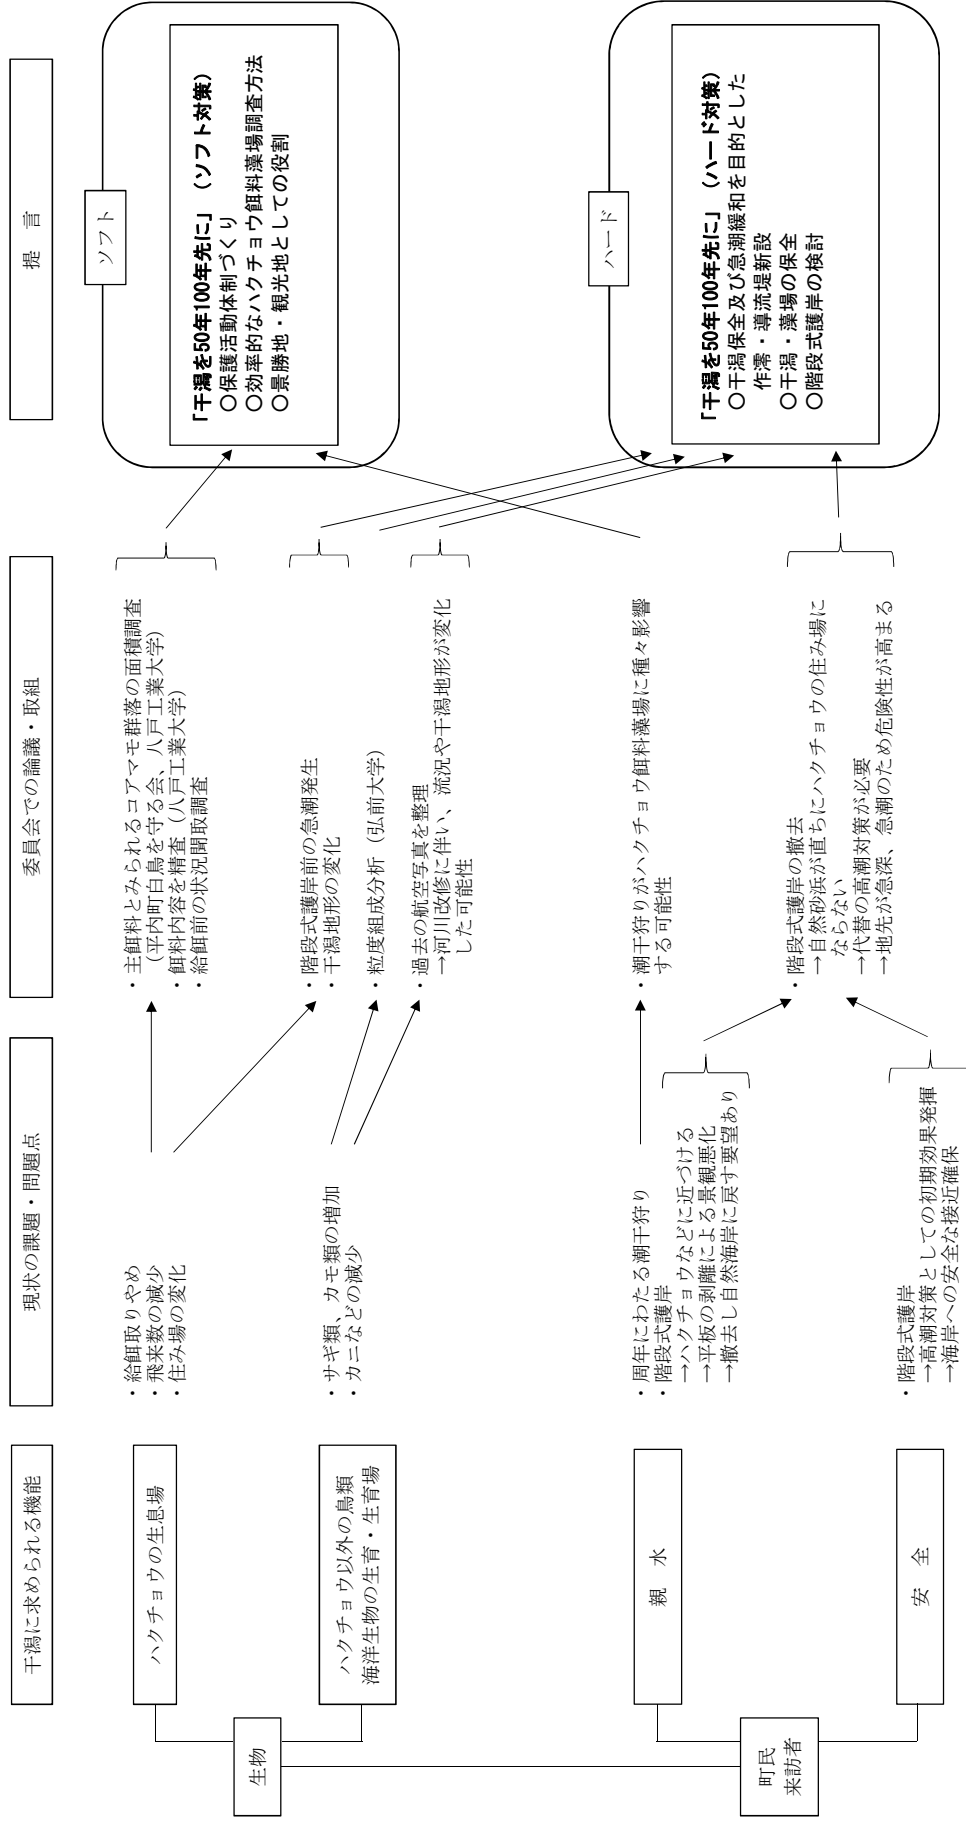 干潟に求められる機能
現状の課題・問題点
委員会での論議・取組
提　言
生物
ハクチョウの生息場
ハクチョウ以外の鳥類
海洋生物の生育・生育場
町民
来訪者
親　水
安　全
・給餌取りやめ
・飛来数の減少
・住み場の変化
・サギ類、カモ類の増加
・カニなどの減少
・周年にわたる潮干狩り
・階段式護岸
→ハクチョウなどに近づける
→平板の剥離による景観悪化
→撤去し自然海岸に戻す要望あり
・階段式護岸
→高潮対策としての初期効果発揮
→海岸への安全な接近確保
・主餌料とみられるコアマモ群落の面積調査
（平内町白鳥を守る会、八戸工業大学）
・餌料内容を精査（八戸工業大学）
・給餌前の状況聞取調査
・階段式護岸前の急潮発生
・干潟地形の変化
・粒度組成分析（弘前大学）
・過去の航空写真を整理
→河川改修に伴い、流況や干潟地形が変化
した可能性
・潮干狩りがハクチョウ餌料藻場に種々影響
する可能性
・階段式護岸の撤去
→自然砂浜が直ちにハクチョウの住み場に
ならない
→代替の高潮対策が必要
→地先が急深、急潮のため危険性が高まる
ソフト
「干潟を50年100年先に」（ソフト対策）
○保護活動体制づくり
○効率的なハクチョウ餌料藻場調査方法
○景勝地・観光地としての役割
ハード
「干潟を50年100年先に」（ハード対策）
○干潟保全及び急潮緩和を目的とした
作澪・導流堤新設
○干潟・藻場の保全
○階段式護岸の検討